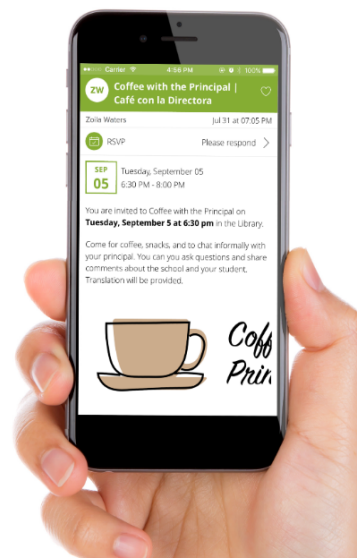 Carrier 4:56 PM 100%
ZW
Coffee with the Principal |
Café con la Directora
Zoila Waters Jul 31 at 07:05 PM
RSVP Please respond
SEP
05
Tuesday, September 05
6:30 PM - 8:00 PM
You are invited to Coffee with the Principal on
Tuesday, September 5 at 6:30 pm in the Library.
Come for coffee, snacks, and to chat informally with
your principal. You can you ask questions and share
comments about the school and your student.
Translation will be provided.
Coff
Prin